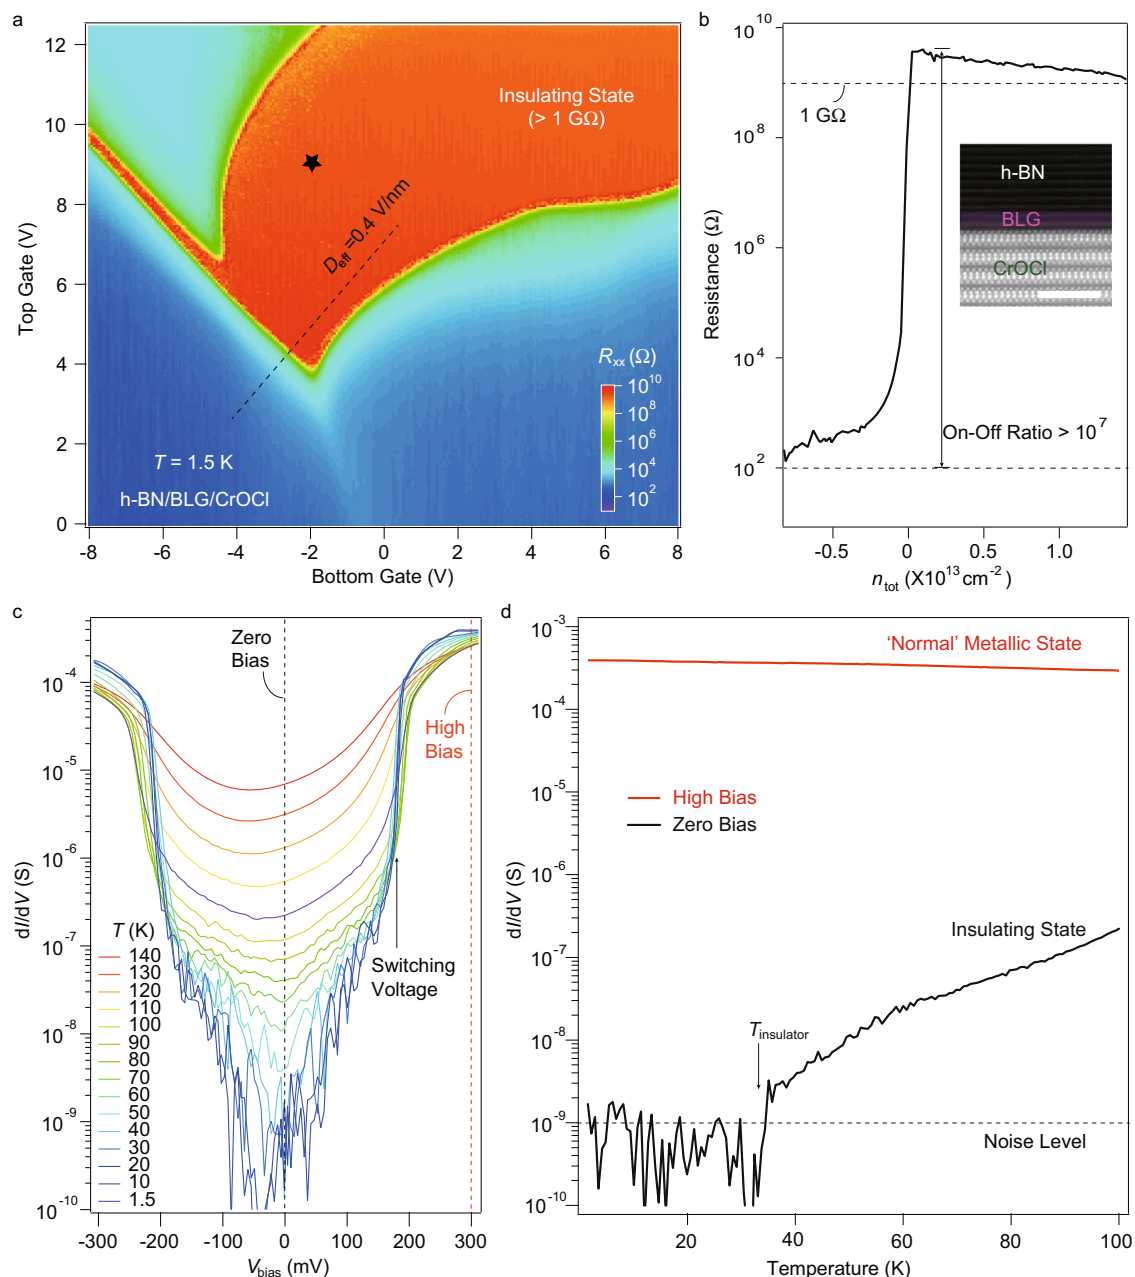 a
Top Gate (V)
12
10
8
6
4
2
0
-8
-6
-4
-2
0
2
4
6
8
Bottom Gate (V)
Insulating State
(> 1 GΩ)
D_eff =0.4 V/nm
R_xx (Ω)
10^10
10^8
10^6
10^4
10^2
T = 1.5 K
h-BN/BLG/CrOCl
b
Resistance (Ω)
10^10
10^8
10^6
10^4
10^2
1 GΩ
h-BN
BLG
CrOCl
On-Off Ratio > 10^7
-0.5
0
0.5
1.0
n_tot (X10^13 cm^-2)
c
dI/dV (S)
10^-4
10^-5
10^-6
10^-7
10^-8
10^-9
10^-10
Zero
Bias
High
Bias
Switching
Voltage
T (K)
140
130
120
110
100
90
80
70
60
50
40
30
20
10
1.5
-300
-200
-100
0
100
200
300
V_bias (mV)
d
dI/dV (S)
10^-3
10^-4
10^-5
10^-6
10^-7
10^-8
10^-9
10^-10
'Normal' Metallic State
High Bias
Zero Bias
Insulating State
T_insulator
Noise Level
20
40
60
80
100
Temperature (K)